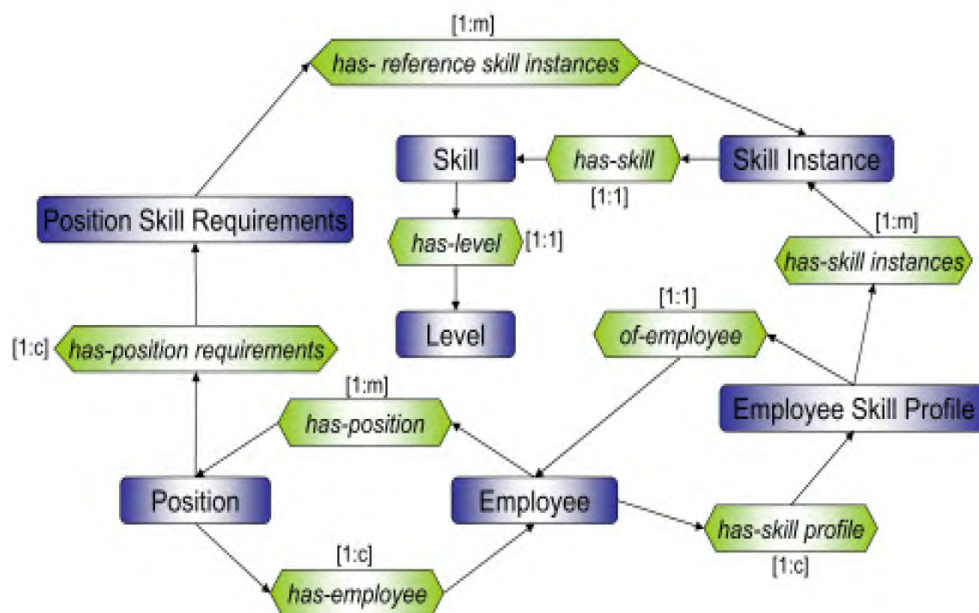 [1:m]
has- reference skill instances
Skill
has-skill
Skill Instance
[1:1]
Position Skill Requirements
has-level
[1:1]
[1:m]
has-skill instances
[1:1]
Level
of-employee
[1:c]
has-position requirements
[1:m]
has-position
Employee Skill Profile
Position
Employee
has-skill profile
[1:c]
[1:c]
has-employee